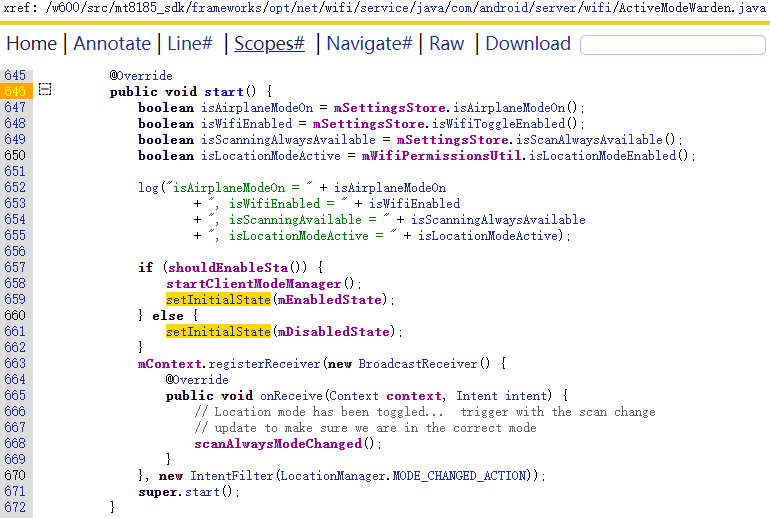 xref: /w600/src/mt8185_sdk/frameworks/opt/net/wifi/service/java/com/android/server/wifi/ActiveModeWarden.java
Home | Annotate | Line# | Scopes# | Navigate# | Raw | Download
645 @Override
646 public void start() {
647 boolean isAirplaneModeOn = mSettingsStore.isAirplaneModeOn();
648 boolean isWifiEnabled = mSettingsStore.isWifiToggleEnabled();
649 boolean isScanningAlwaysAvailable = mSettingsStore.isScanAlwaysAvailable();
650 boolean isLocationModeActive = mWifiPermissionsUtil.isLocationModeEnabled();
651
652 log("isAirplaneModeOn = " + isAirplaneModeOn
653 + ", isWifiEnabled = " + isWifiEnabled
654 + ", isScanningAvailable = " + isScanningAlwaysAvailable
655 + ", isLocationModeActive = " + isLocationModeActive);
656
657 if (shouldEnableSta()) {
658 startClientModeManager();
659 setInitialState(mEnabledState);
660 } else {
661 setInitialState(mDisabledState);
662 }
663 mContext.registerReceiver(new BroadcastReceiver() {
664 @Override
665 public void onReceive(Context context, Intent intent) {
666 // Location mode has been toggled... trigger with the scan change
667 // update to make sure we are in the correct mode
668 scanAlwaysModeChanged();
669 }
670 }, new IntentFilter(LocationManager.MODE_CHANGED_ACTION));
671 super.start();
672 }